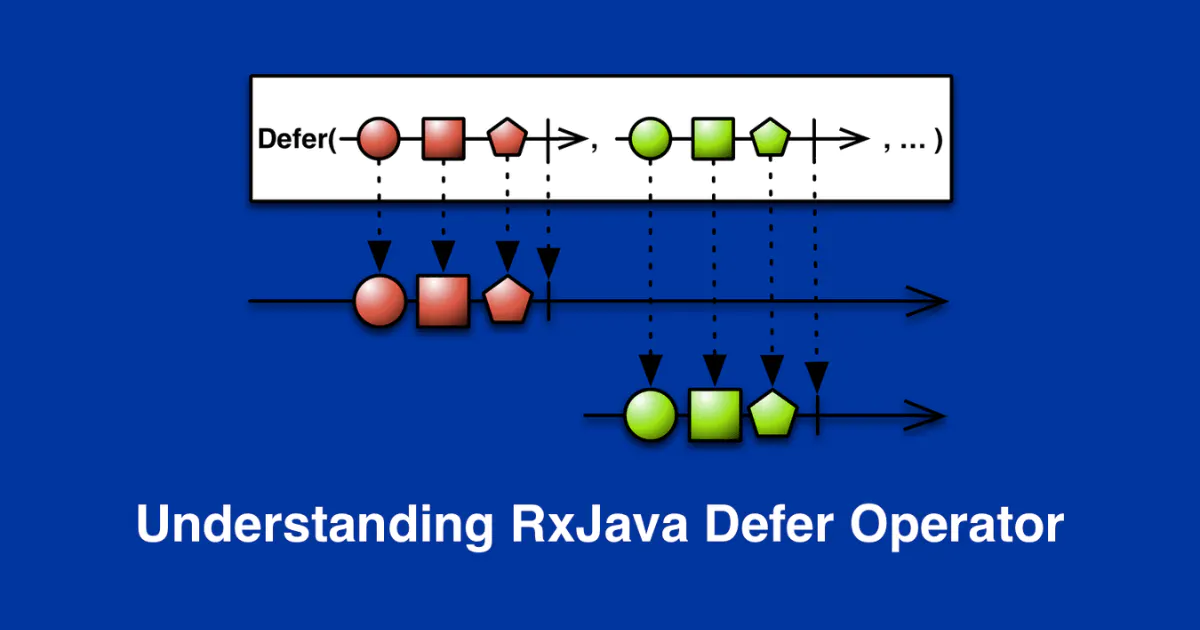 Defer( , , ... )
Understanding RxJava Defer Operator